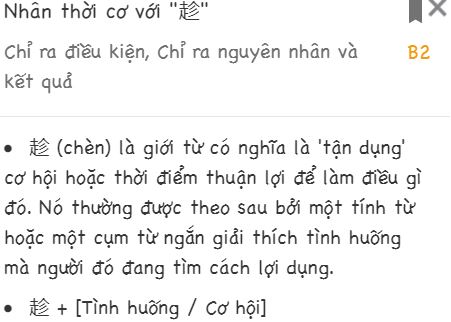 Nhân thời cơ với "趁"
Chỉ ra điều kiện, Chỉ ra nguyên nhân và B2
kết quả
• 趁 (chèn) là giới từ có nghĩa là 'tận dụng'
cơ hội hoặc thời điểm thuận lợi để làm điều gì
đó. Nó thường được theo sau bởi một tính từ
hoặc một cụm từ ngắn giải thích tình huống
mà người đó đang tìm cách lợi dụng.
• 趁 + [Tình huống / Cơ hội]